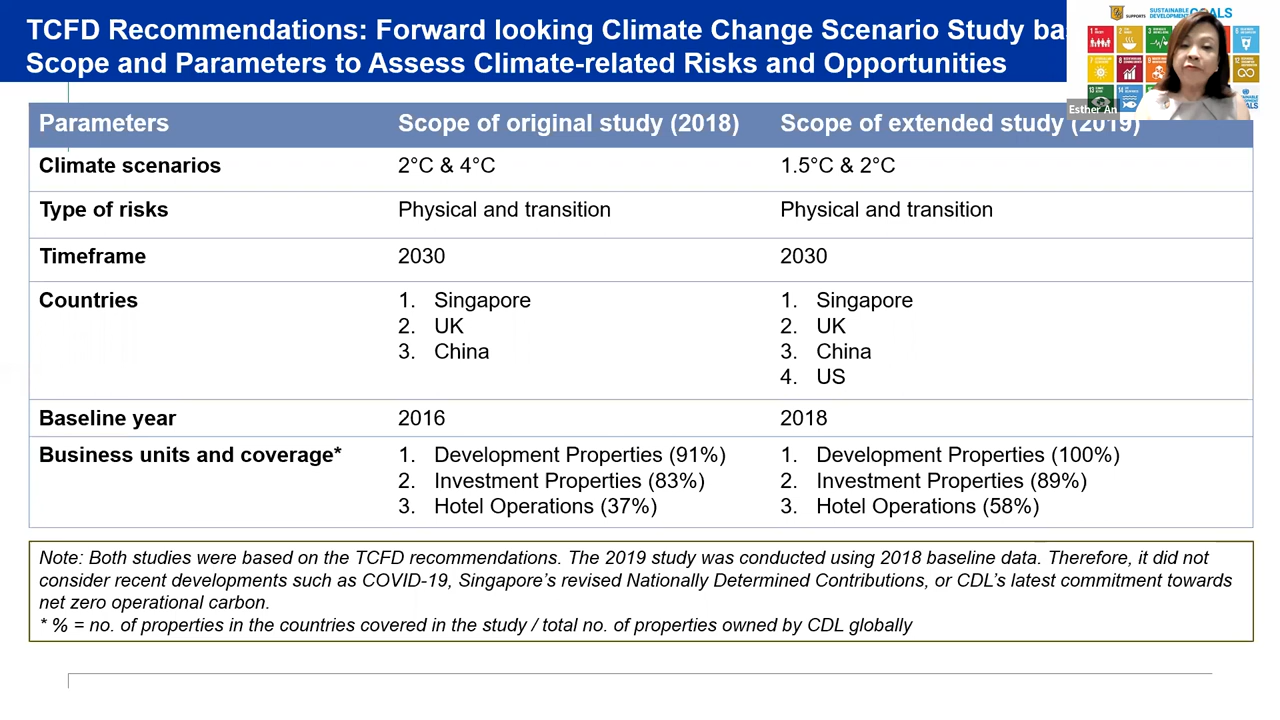 TCFD Recommendations: Forward looking Climate Change Scenario Study
Scope and Parameters to Assess Climate-related Risks and Opportunities
SUPPORTS
SUSTAINABLE
DEVELOPMENT GOALS
Esther An
Parameters Scope of original study (2018) Scope of extended study (2019)
Climate scenarios 2°C & 4°C 1.5°C & 2°C
Type of risks Physical and transition Physical and transition
Timeframe 2030 2030
Countries 1. Singapore 1. Singapore
2. UK 2. UK
3. China 3. China
4. US
Baseline year 2016 2018
Business units and coverage* 1. Development Properties (91%) 1. Development Properties (100%)
2. Investment Properties (83%) 2. Investment Properties (89%)
3. Hotel Operations (37%) 3. Hotel Operations (58%)
Note: Both studies were based on the TCFD recommendations. The 2019 study was conducted using 2018 baseline data. Therefore, it did not
consider recent developments such as COVID-19, Singapore's revised Nationally Determined Contributions, or CDL's latest commitment towards
net zero operational carbon.
* % = no. of properties in the countries covered in the study / total no. of properties owned by CDL globally